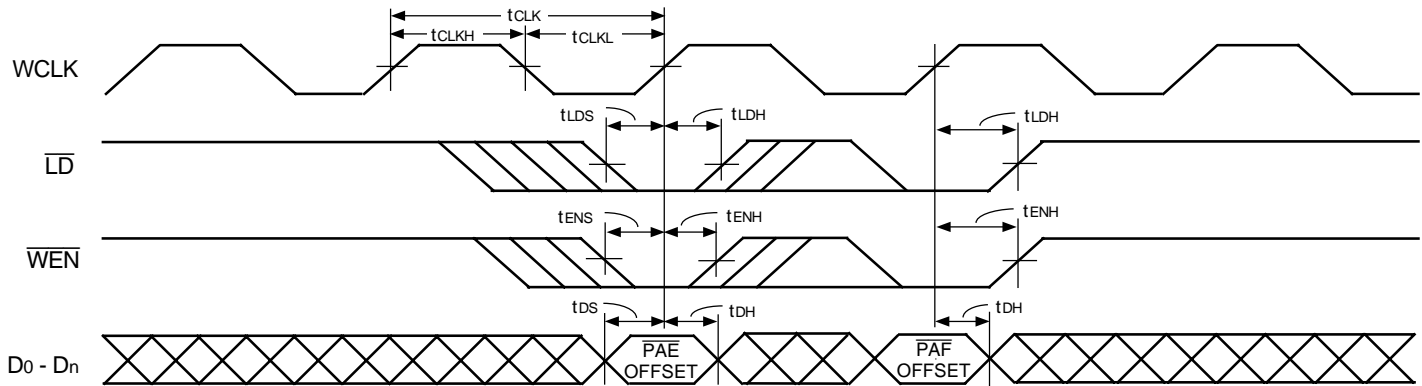 tCLK
tCLKH tCLKL
WCLK
tLDS tLDH tLDH
LD
tENS tENH tENH
WEN
tDS tDH tDH
D0 - Dn
PAE
OFFSET
PAF
OFFSET